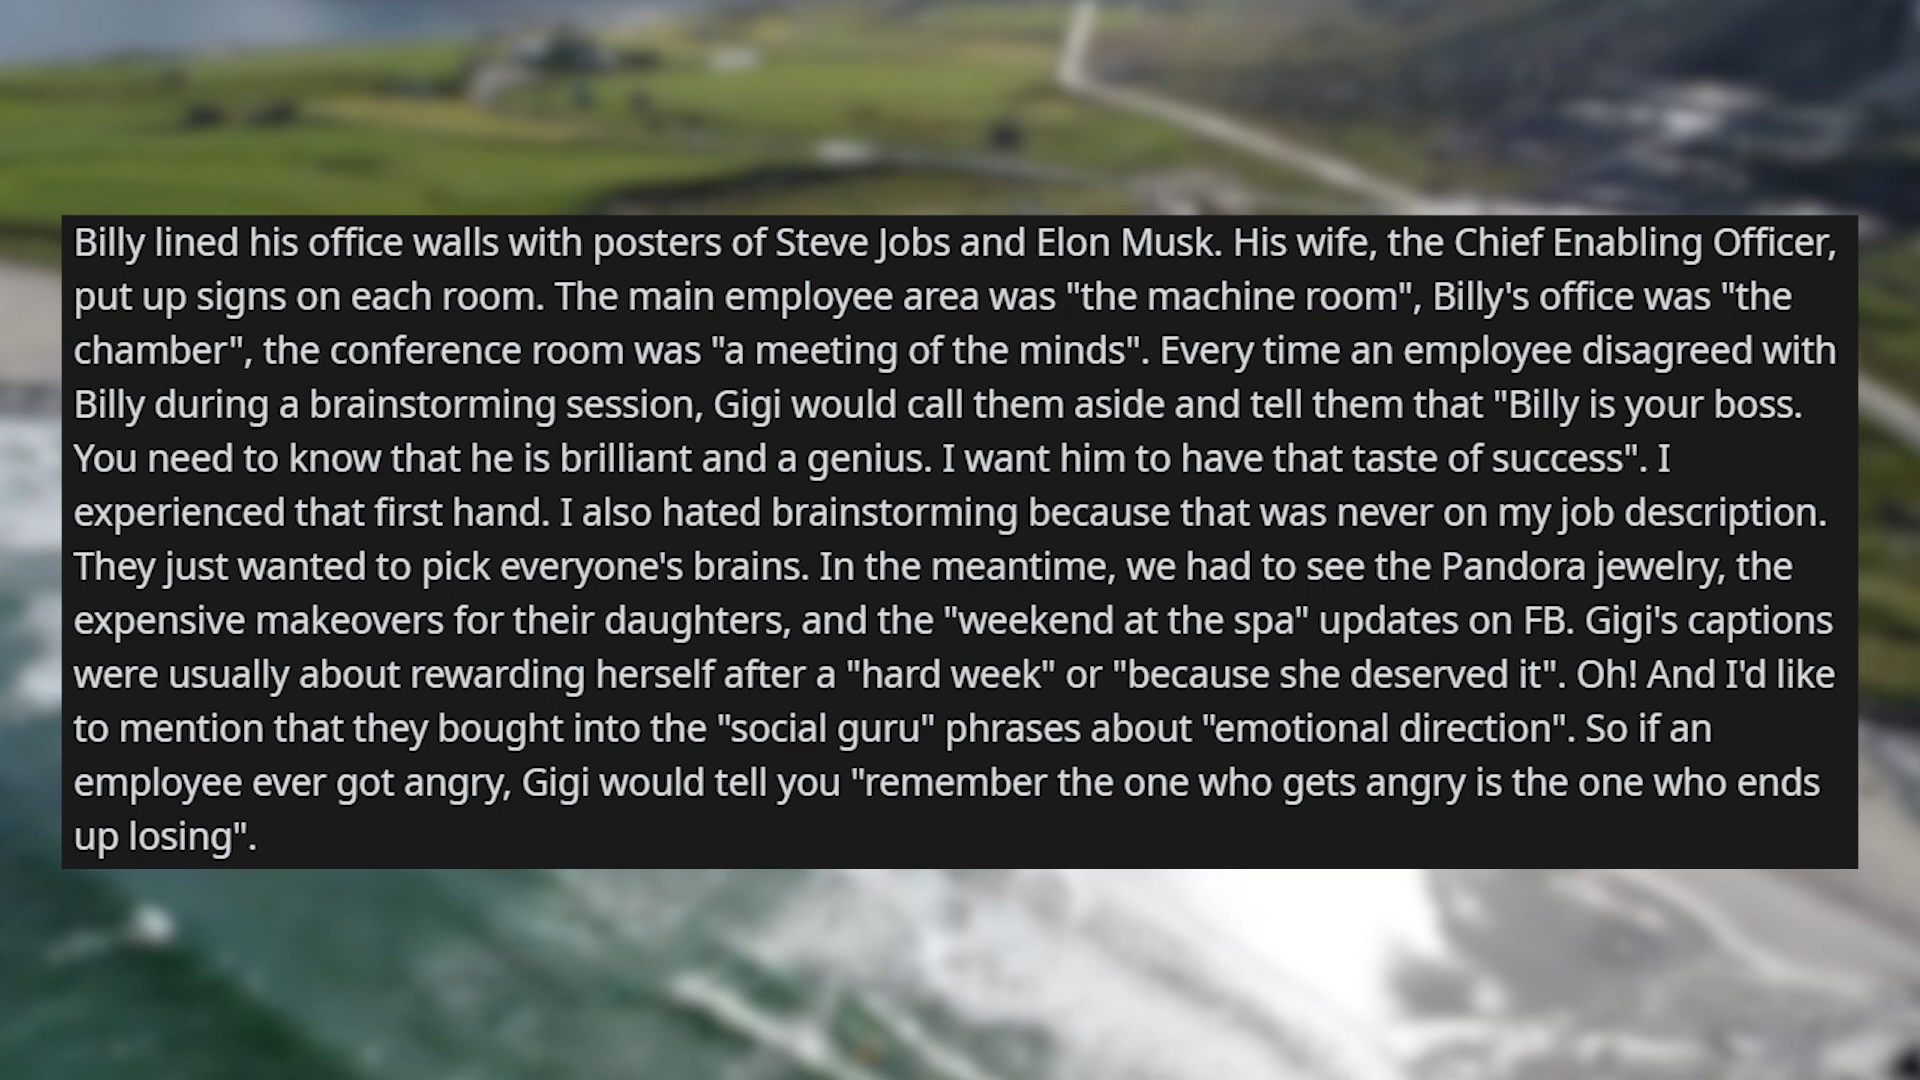 Billy lined his office walls with posters of Steve Jobs and Elon Musk. His wife, the Chief Enabling Officer,
put up signs on each room. The main employee area was "the machine room", Billy's office was "the
chamber", the conference room was "a meeting of the minds". Every time an employee disagreed with
Billy during a brainstorming session, Gigi would call them aside and tell them that "Billy is your boss.
You need to know that he is brilliant and a genius. I want him to have that taste of success". I
experienced that first hand. I also hated brainstorming because that was never on my job description.
They just wanted to pick everyone's brains. In the meantime, we had to see the Pandora jewelry, the
expensive makeovers for their daughters, and the "weekend at the spa" updates on FB. Gigi's captions
were usually about rewarding herself after a "hard week" or "because she deserved it". Oh! And I'd like
to mention that they bought into the "social guru" phrases about "emotional direction". So if an
employee ever got angry, Gigi would tell you "remember the one who gets angry is the one who ends
up losing".